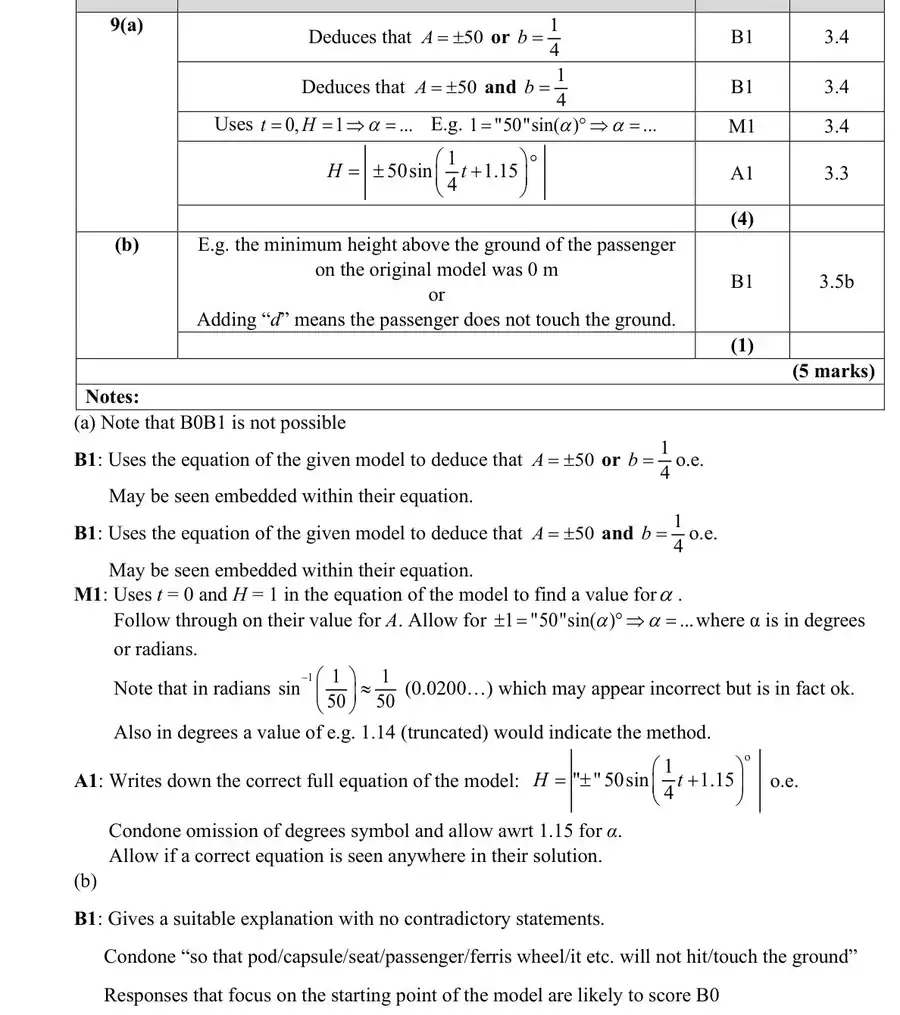 9(a)
Deduces that A = ±50 or b = 1/4
B1
3.4
Deduces that A = ±50 and b = 1/4
B1
3.4
Uses t = 0, H = 1 ⇒ α = ... E.g. 1 = "50"sin(α)° ⇒ α = ...
M1
3.4
H = | ±50sin(1/4 t + 1.15)° |
A1
3.3
(4)
(b)
E.g. the minimum height above the ground of the passenger
on the original model was 0 m
or
Adding “d” means the passenger does not touch the ground.
B1
3.5b
(1)
(5 marks)
Notes:
(a) Note that B0B1 is not possible
B1: Uses the equation of the given model to deduce that A = ±50 or b = 1/4 o.e.
May be seen embedded within their equation.
B1: Uses the equation of the given model to deduce that A = ±50 and b = 1/4 o.e.
May be seen embedded within their equation.
M1: Uses t = 0 and H = 1 in the equation of the model to find a value for α .
Follow through on their value for A. Allow for ±1 = "50"sin(α)° ⇒ α = ... where α is in degrees
or radians.
Note that in radians sin⁻¹(1/50) ≈ 1/50 (0.0200…) which may appear incorrect but is in fact ok.
Also in degrees a value of e.g. 1.14 (truncated) would indicate the method.
A1: Writes down the correct full equation of the model: H = | "±" 50sin(1/4 t + 1.15)° | o.e.
Condone omission of degrees symbol and allow awrt 1.15 for α.
Allow if a correct equation is seen anywhere in their solution.
(b)
B1: Gives a suitable explanation with no contradictory statements.
Condone “so that pod/capsule/seat/passenger/ferris wheel/it etc. will not hit/touch the ground”
Responses that focus on the starting point of the model are likely to score B0